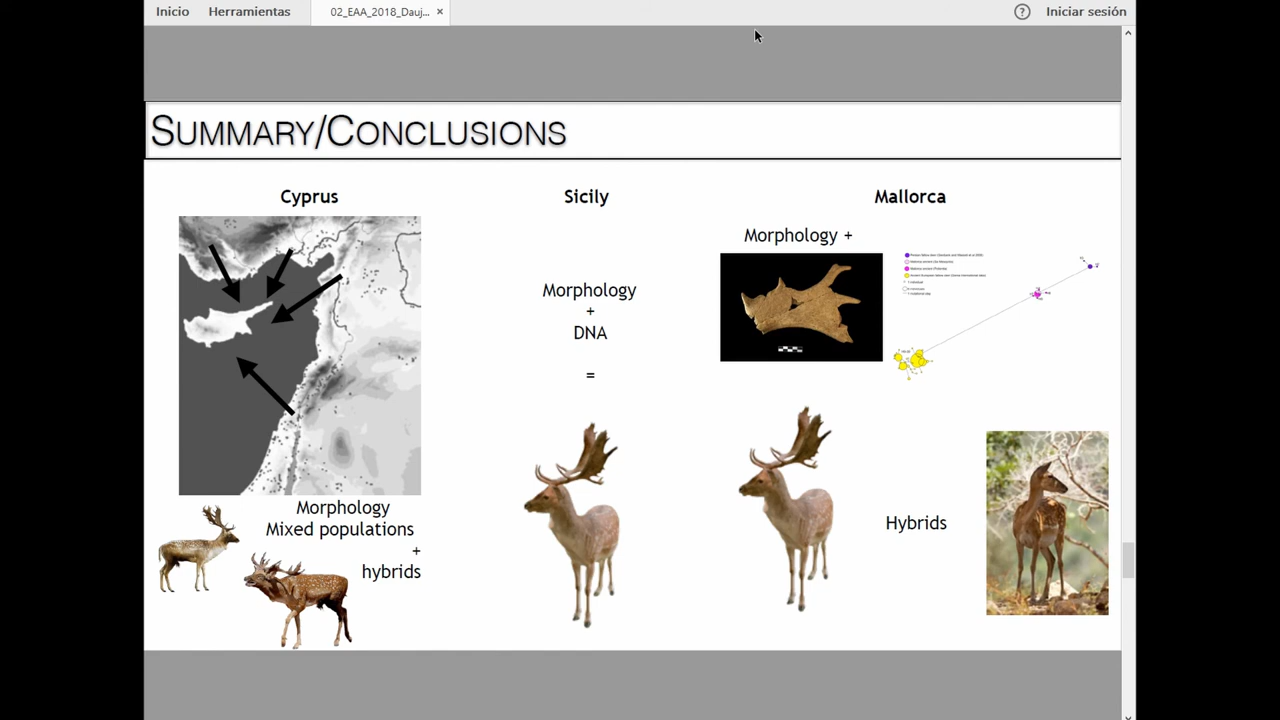 Inicio Herramientas 02_EAA_2018_Dauj... × ? Iniciar sesión
SUMMARY/CONCLUSIONS
Cyprus Sicily Mallorca
Morphology +
Morphology
+
DNA
=
Morphology
Mixed populations
+
hybrids
Hybrids